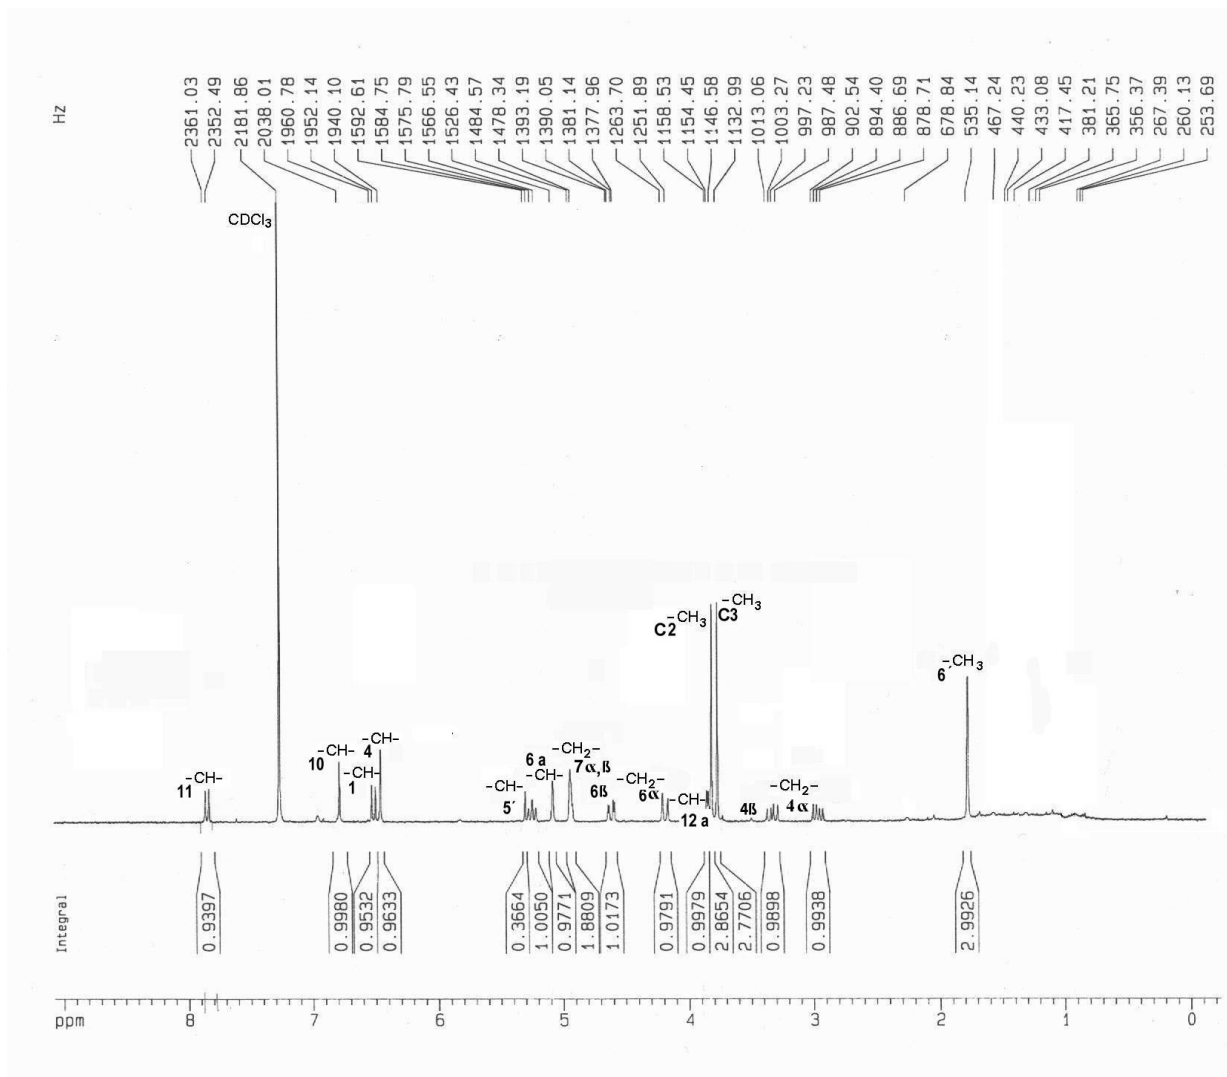 Hz
2361.03
2352.49
2181.86
2038.01
1960.78
1952.14
1940.10
1592.61
1584.75
1575.79
1566.55
1526.43
1484.57
1478.34
1393.19
1390.05
1381.14
1377.96
1263.70
1251.89
1158.53
1154.45
1146.58
1132.99
1013.06
1003.27
997.23
987.48
902.54
894.40
886.69
878.71
678.84
535.14
467.24
440.23
433.08
417.45
381.21
365.75
356.37
267.39
260.13
253.69
CDCl3
-CH3
C2
-CH3
C3
-CH3
6´
-CH-
11
-CH-
10
-CH-
4
-CH-
1
-CH-
5´
6 a
-CH-
-CH2-
7 α,ß
6ß
-CH2-
6α
-CH-
12 a
4ß
-CH2-
4 α
Integral
0.9397
0.9980
0.9532
0.9633
0.3664
1.0050
0.9771
1.8809
1.0173
0.9791
0.9979
2.8654
2.7706
0.9898
0.9938
2.9926
ppm 8 7 6 5 4 3 2 1 0